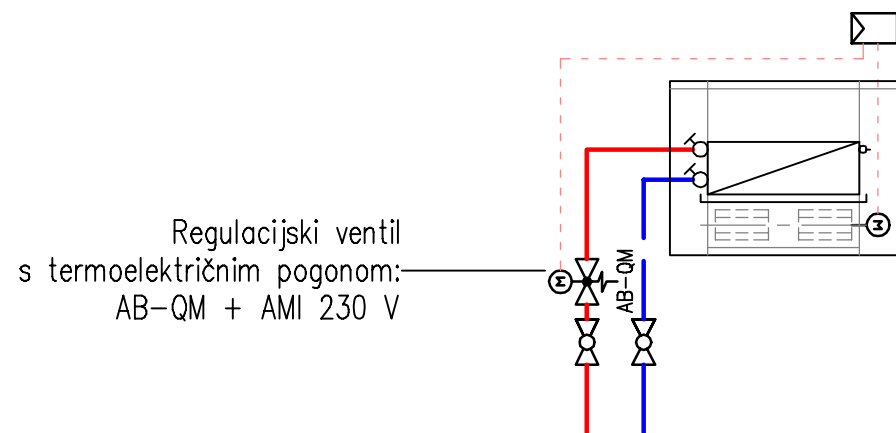 Regulacijski ventil
s termoelektričnim pogonom:
AB-QM + AMI 230 V
M
AB-QM
M